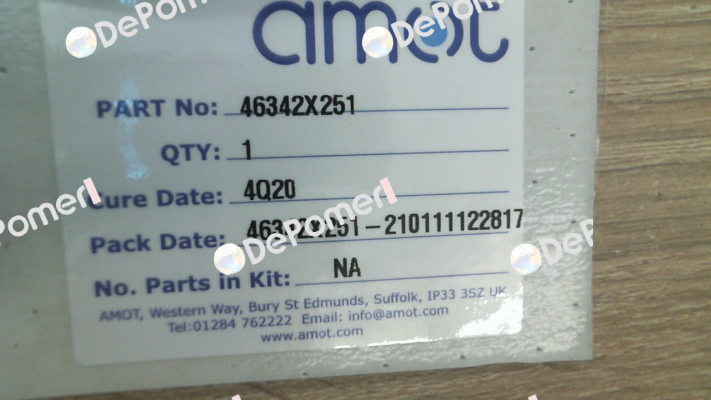 DePomerl
DePomerl
amot
PART No: 46342X251
QTY: 1
Cure Date: 4Q20
Pack Date: 46342X251-210111122817
No. Parts in Kit: NA
AMOT, Western Way, Bury St Edmunds, Suffolk, IP33 3SZ UK
Tel:01284 762222 Email: info@amot.com
www.amot.com